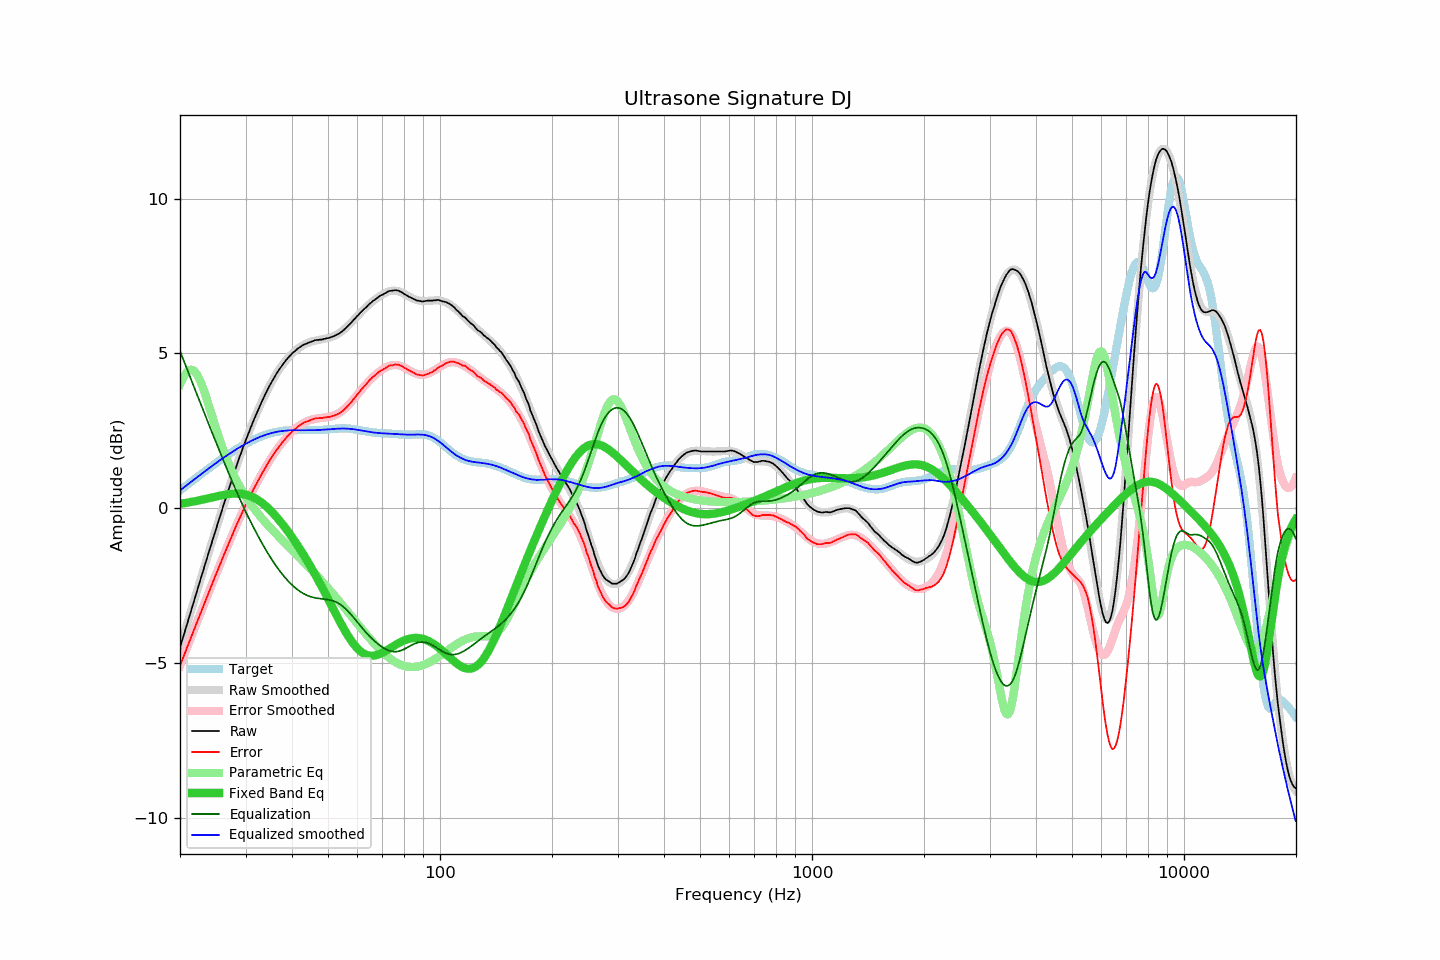 Ultrasone Signature DJ
Amplitude (dBr)
10
5
0
−5
−10
Target
Raw Smoothed
Error Smoothed
Raw
Error
Parametric Eq
Fixed Band Eq
Equalization
Equalized smoothed
100
1000
10000
Frequency (Hz)